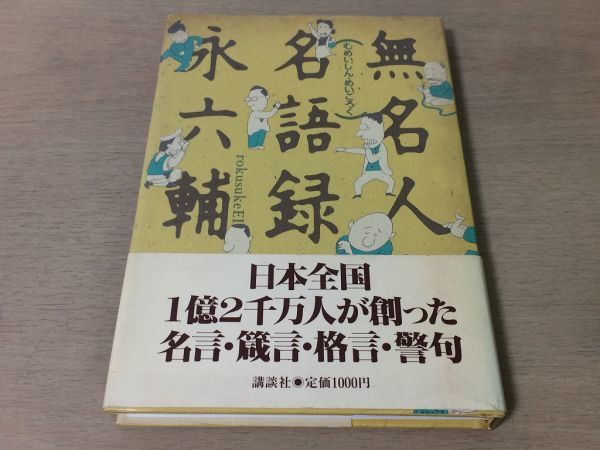 無名人
(むめいじんめいごろく)
名語録
永六輔
rokusukeEI
日本全国
1億2千万人が創った
名言・箴言・格言・警句
講談社◉定価1000円